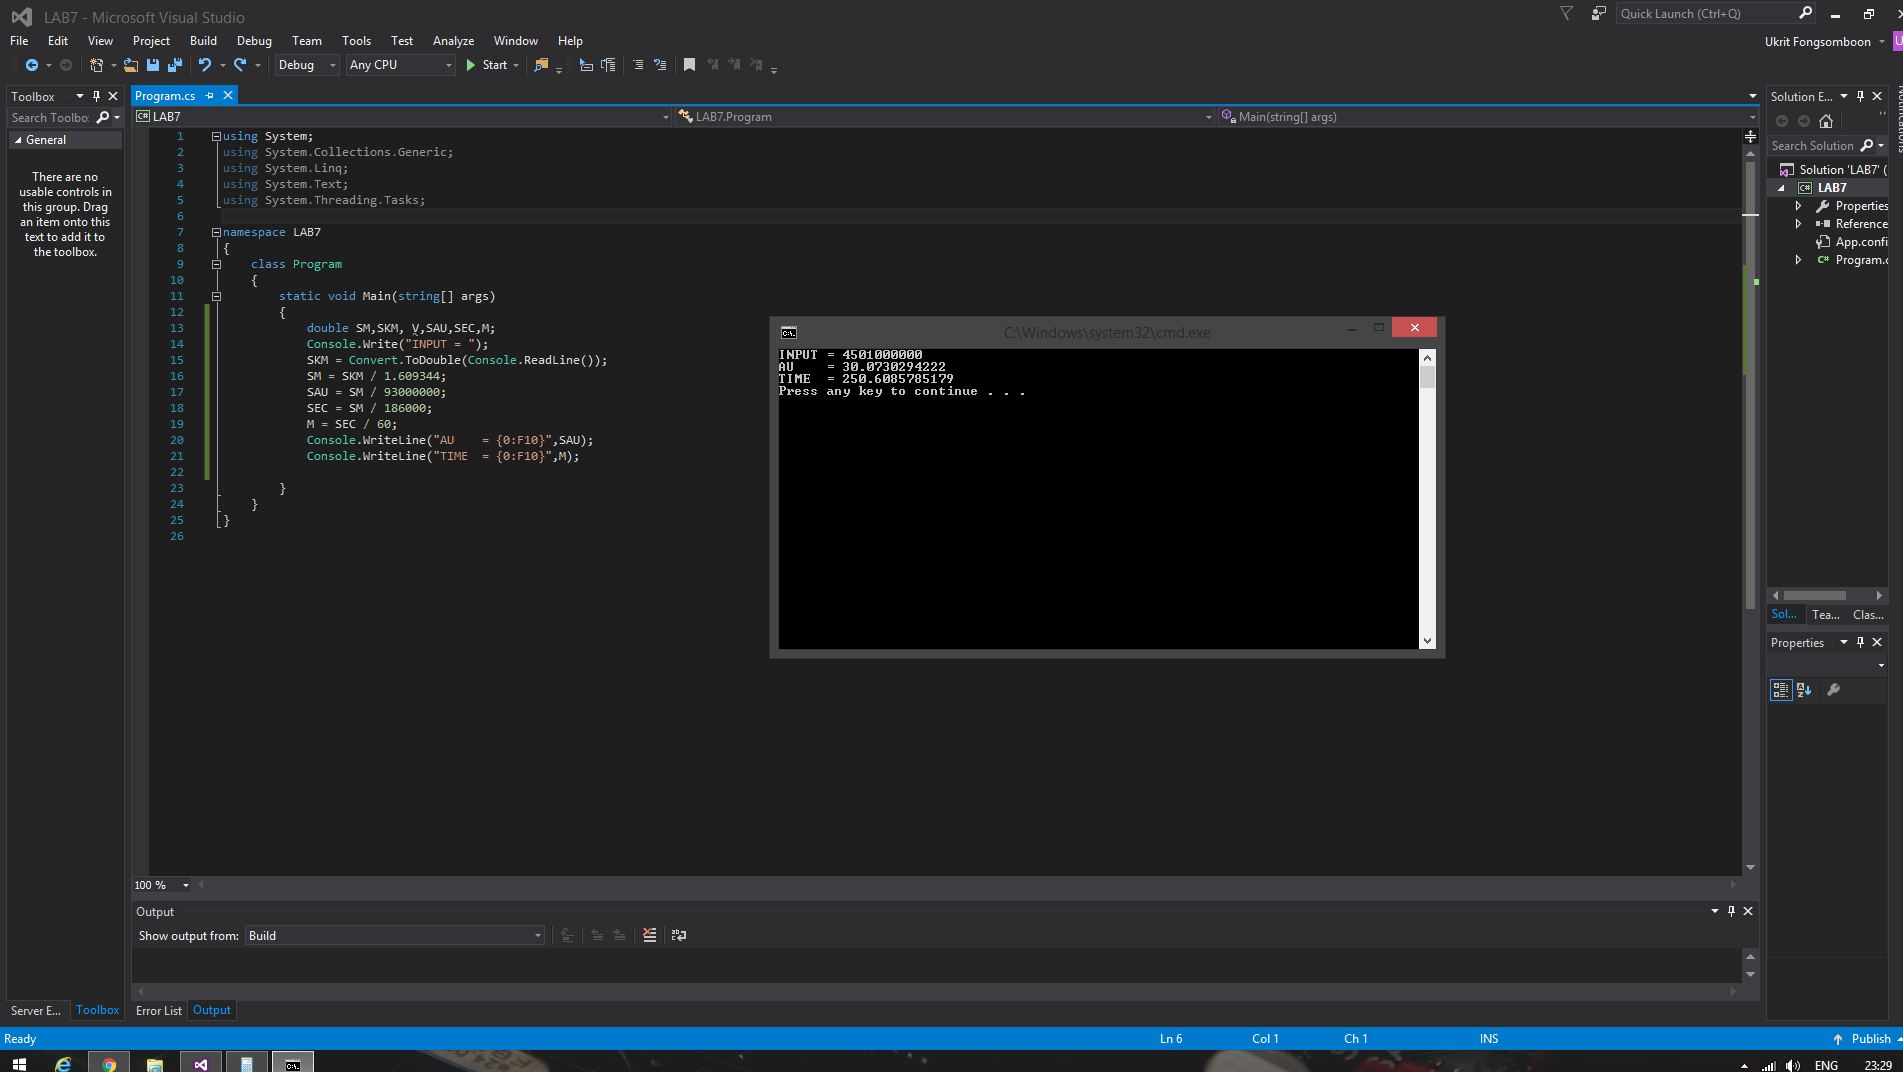 LAB7 - Microsoft Visual Studio
Quick Launch (Ctrl+Q)
File Edit View Project Build Debug Team Tools Test Analyze Window Help
Ukrit Fongsomboon
U
Debug Any CPU Start
Toolbox
Program.cs
Solution E...
Notifications
Search Toolbo:
LAB7
LAB7.Program
Main(string[] args)
General
There are no
usable controls in
this group. Drag
an item onto this
text to add it to
the toolbox.
1 using System;
2 using System.Collections.Generic;
3 using System.Linq;
4 using System.Text;
5 using System.Threading.Tasks;
6
7 namespace LAB7
8 {
9 class Program
10 {
11 static void Main(string[] args)
12 {
13 double SM,SKM, V,SAU,SEC,M;
14 Console.Write("INPUT = ");
15 SKM = Convert.ToDouble(Console.ReadLine());
16 SM = SKM / 1.609344;
17 SAU = SM / 93000000;
18 SEC = SM / 186000;
19 M = SEC / 60;
20 Console.WriteLine("AU    = {0:F10}",SAU);
21 Console.WriteLine("TIME  = {0:F10}",M);
22
23 }
24 }
25 }
26
C:\Windows\system32\cmd.exe
INPUT = 4501000000
AU    = 30.0730294222
TIME  = 250.6085785179
Press any key to continue . . .
Search Solution
Solution 'LAB7' (
LAB7
Properties
Reference
App.confi
Program.c
Sol... Tea... Clas...
Properties
100 %
Output
Show output from: Build
Server E... Toolbox Error List Output
Ready Ln 6 Col 1 Ch 1 INS Publish
ENG 23:29